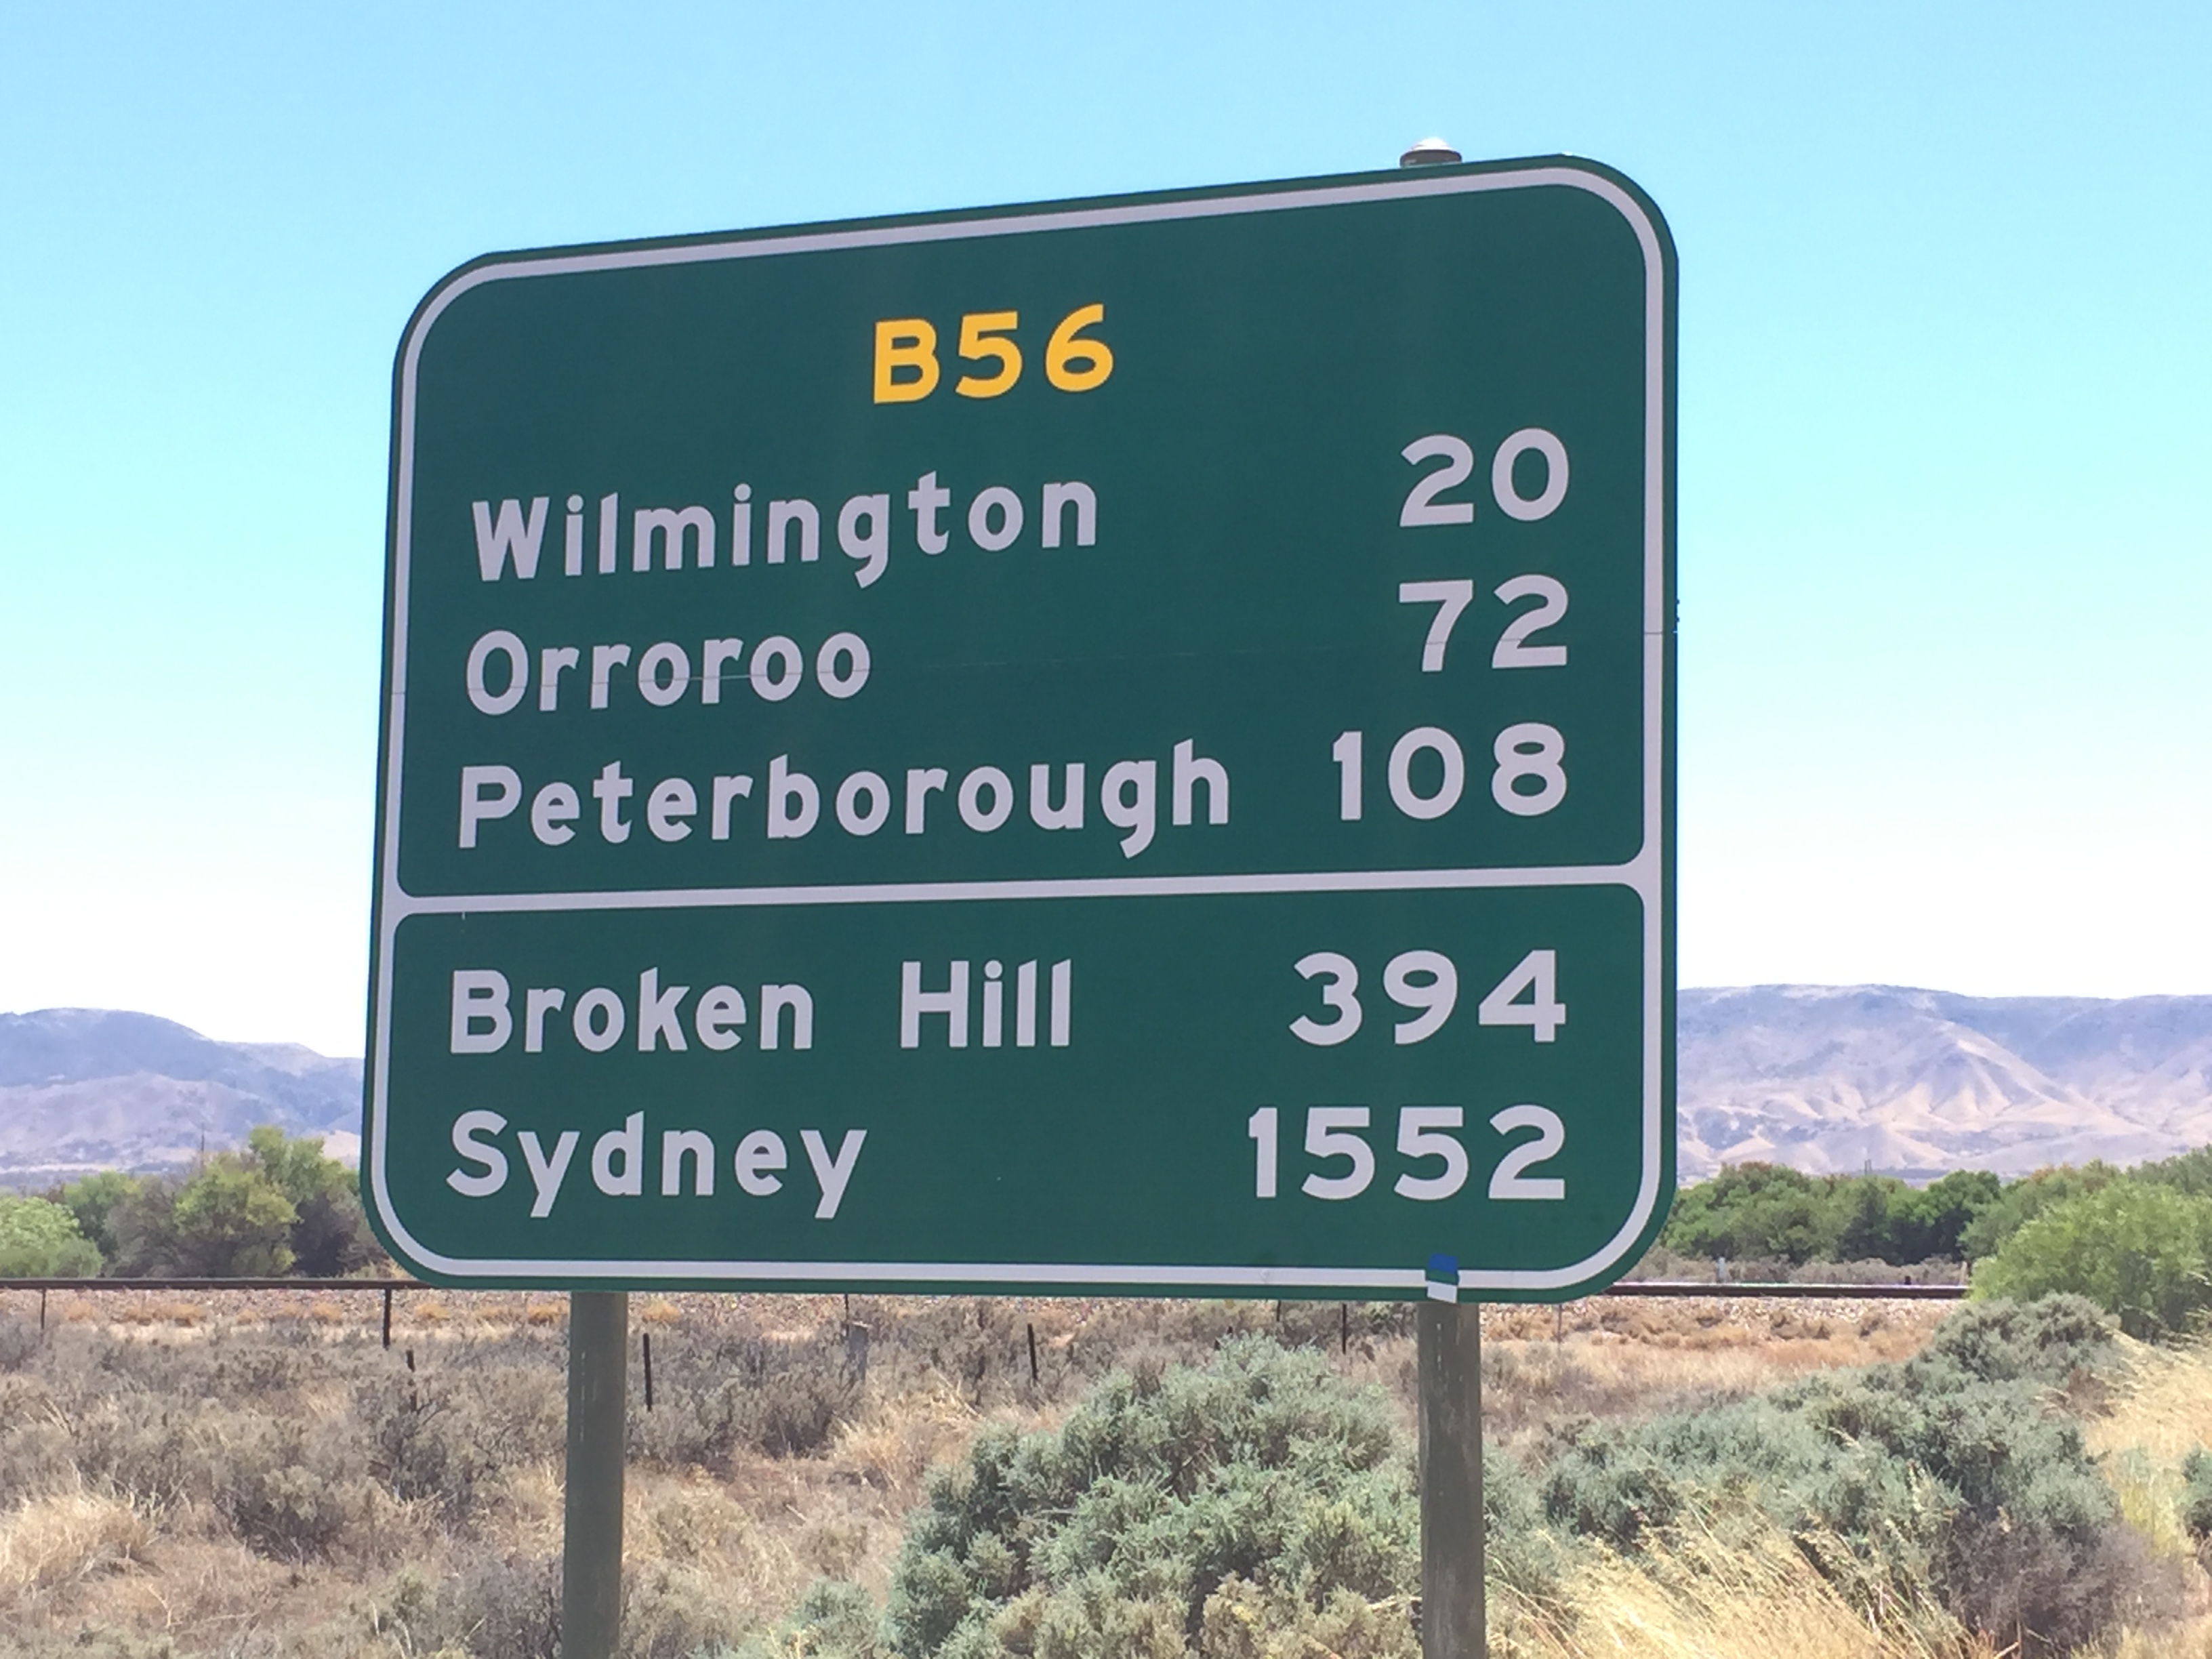 B56
Wilmington 20
Orroroo 72
Peterborough 108
Broken Hill 394
Sydney 1552